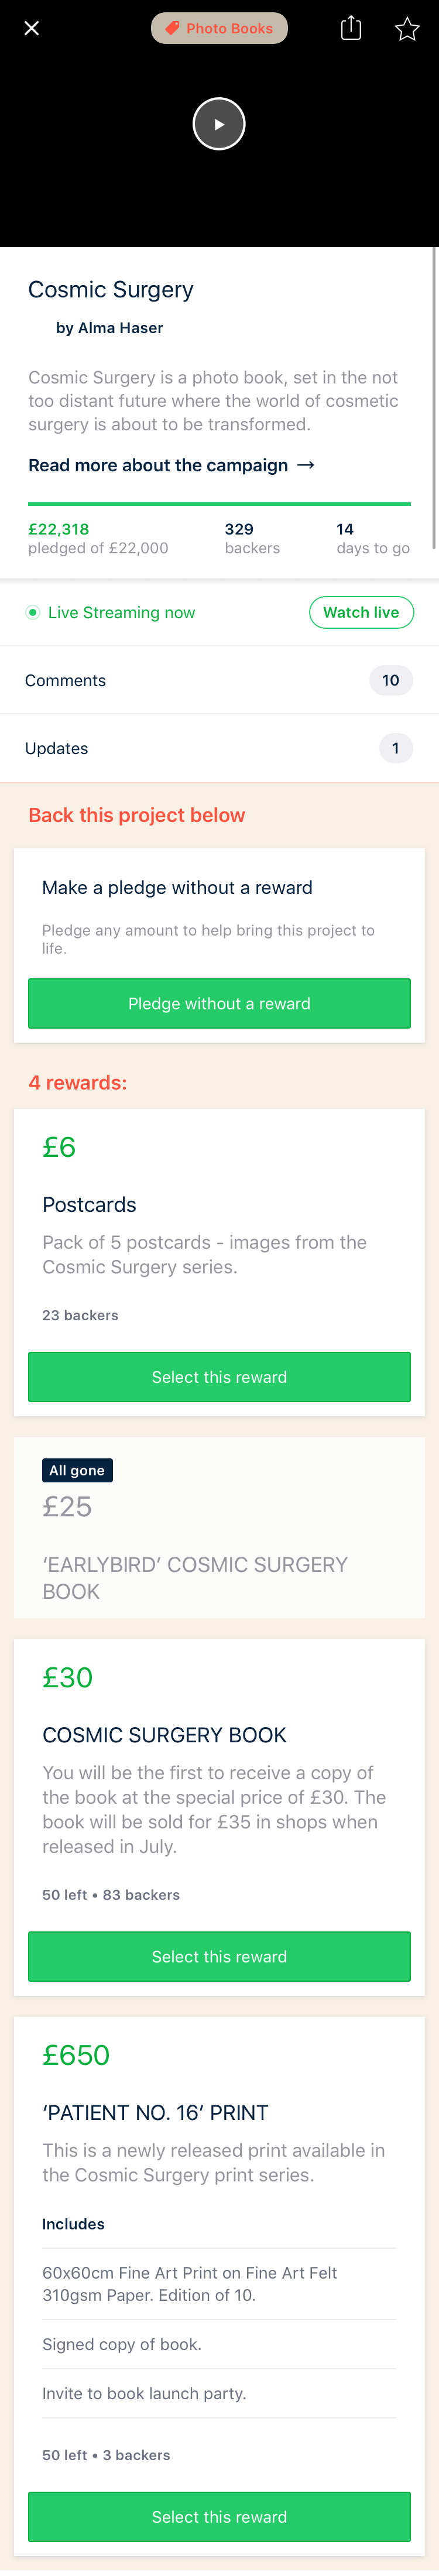 Photo Books
Cosmic Surgery
by Alma Haser
Cosmic Surgery is a photo book, set in the not
too distant future where the world of cosmetic
surgery is about to be transformed.
Read more about the campaign →
£22,318
pledged of £22,000
329
backers
14
days to go
Live Streaming now
Watch live
Comments
10
Updates
1
Back this project below
Make a pledge without a reward
Pledge any amount to help bring this project to
life.
Pledge without a reward
4 rewards:
£6
Postcards
Pack of 5 postcards - images from the
Cosmic Surgery series.
23 backers
Select this reward
All gone
£25
‘EARLYBIRD’ COSMIC SURGERY
BOOK
£30
COSMIC SURGERY BOOK
You will be the first to receive a copy of
the book at the special price of £30. The
book will be sold for £35 in shops when
released in July.
50 left • 83 backers
Select this reward
£650
‘PATIENT NO. 16’ PRINT
This is a newly released print available in
the Cosmic Surgery print series.
Includes
60x60cm Fine Art Print on Fine Art Felt
310gsm Paper. Edition of 10.
Signed copy of book.
Invite to book launch party.
50 left • 3 backers
Select this reward